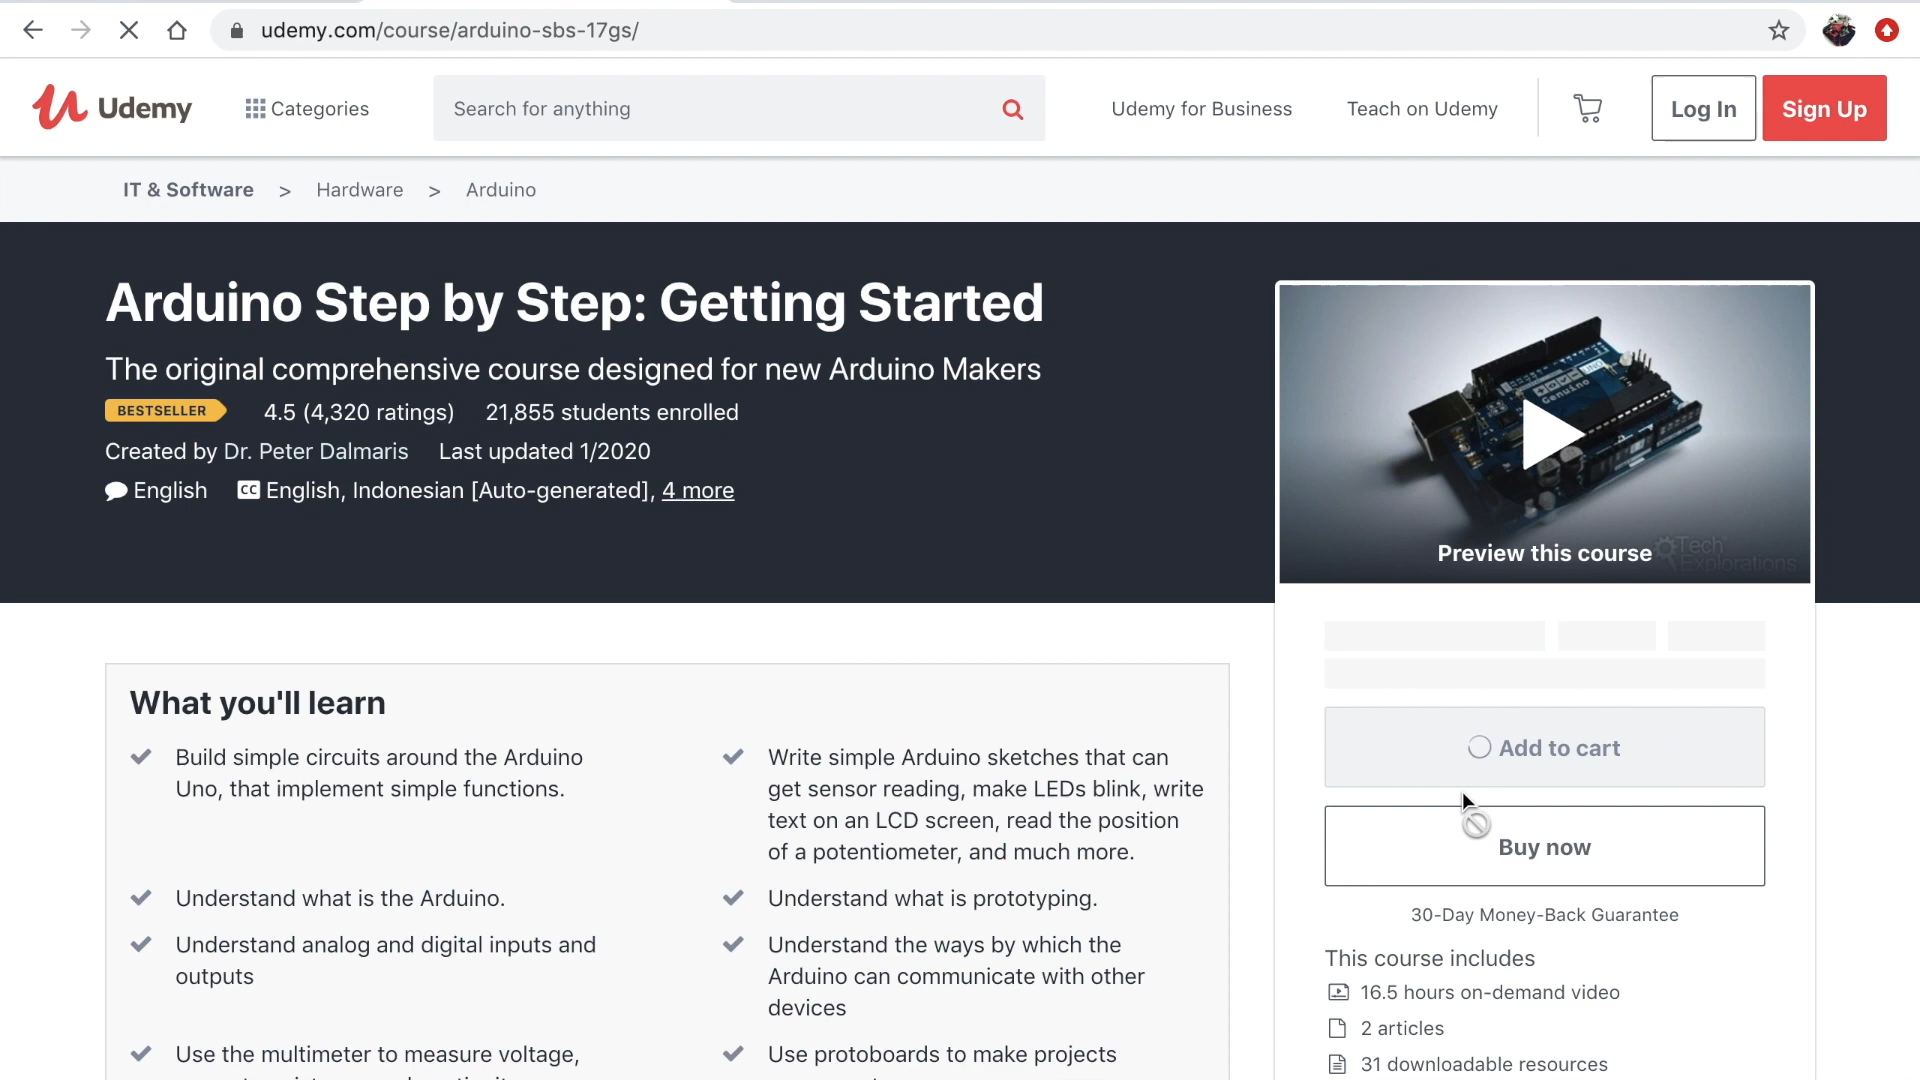 udemy.com/course/arduino-sbs-17gs/
Udemy
Categories
Search for anything
Udemy for Business
Teach on Udemy
Log In
Sign Up
IT & Software > Hardware > Arduino
Arduino Step by Step: Getting Started
The original comprehensive course designed for new Arduino Makers
BESTSELLER 4.5 (4,320 ratings) 21,855 students enrolled
Created by Dr. Peter Dalmaris Last updated 1/2020
English CC English, Indonesian [Auto-generated], 4 more
Genuino
UNO
Preview this course
Tech
Explorations
What you'll learn
Build simple circuits around the Arduino
Uno, that implement simple functions.
Write simple Arduino sketches that can
get sensor reading, make LEDs blink, write
text on an LCD screen, read the position
of a potentiometer, and much more.
Understand what is the Arduino.
Understand what is prototyping.
Understand analog and digital inputs and
outputs
Understand the ways by which the
Arduino can communicate with other
devices
Use the multimeter to measure voltage,
Use protoboards to make projects
Add to cart
Buy now
30-Day Money-Back Guarantee
This course includes
16.5 hours on-demand video
2 articles
31 downloadable resources